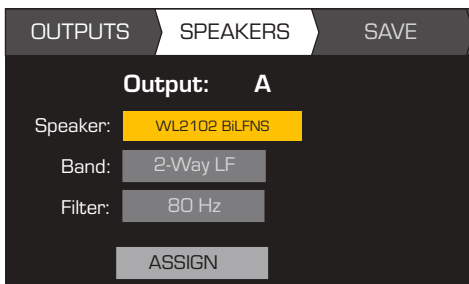 OUTPUTS SPEAKERS SAVE
Output: A
Speaker: WL2102 BiLFNS
Band: 2-Way LF
Filter: 80 Hz
ASSIGN